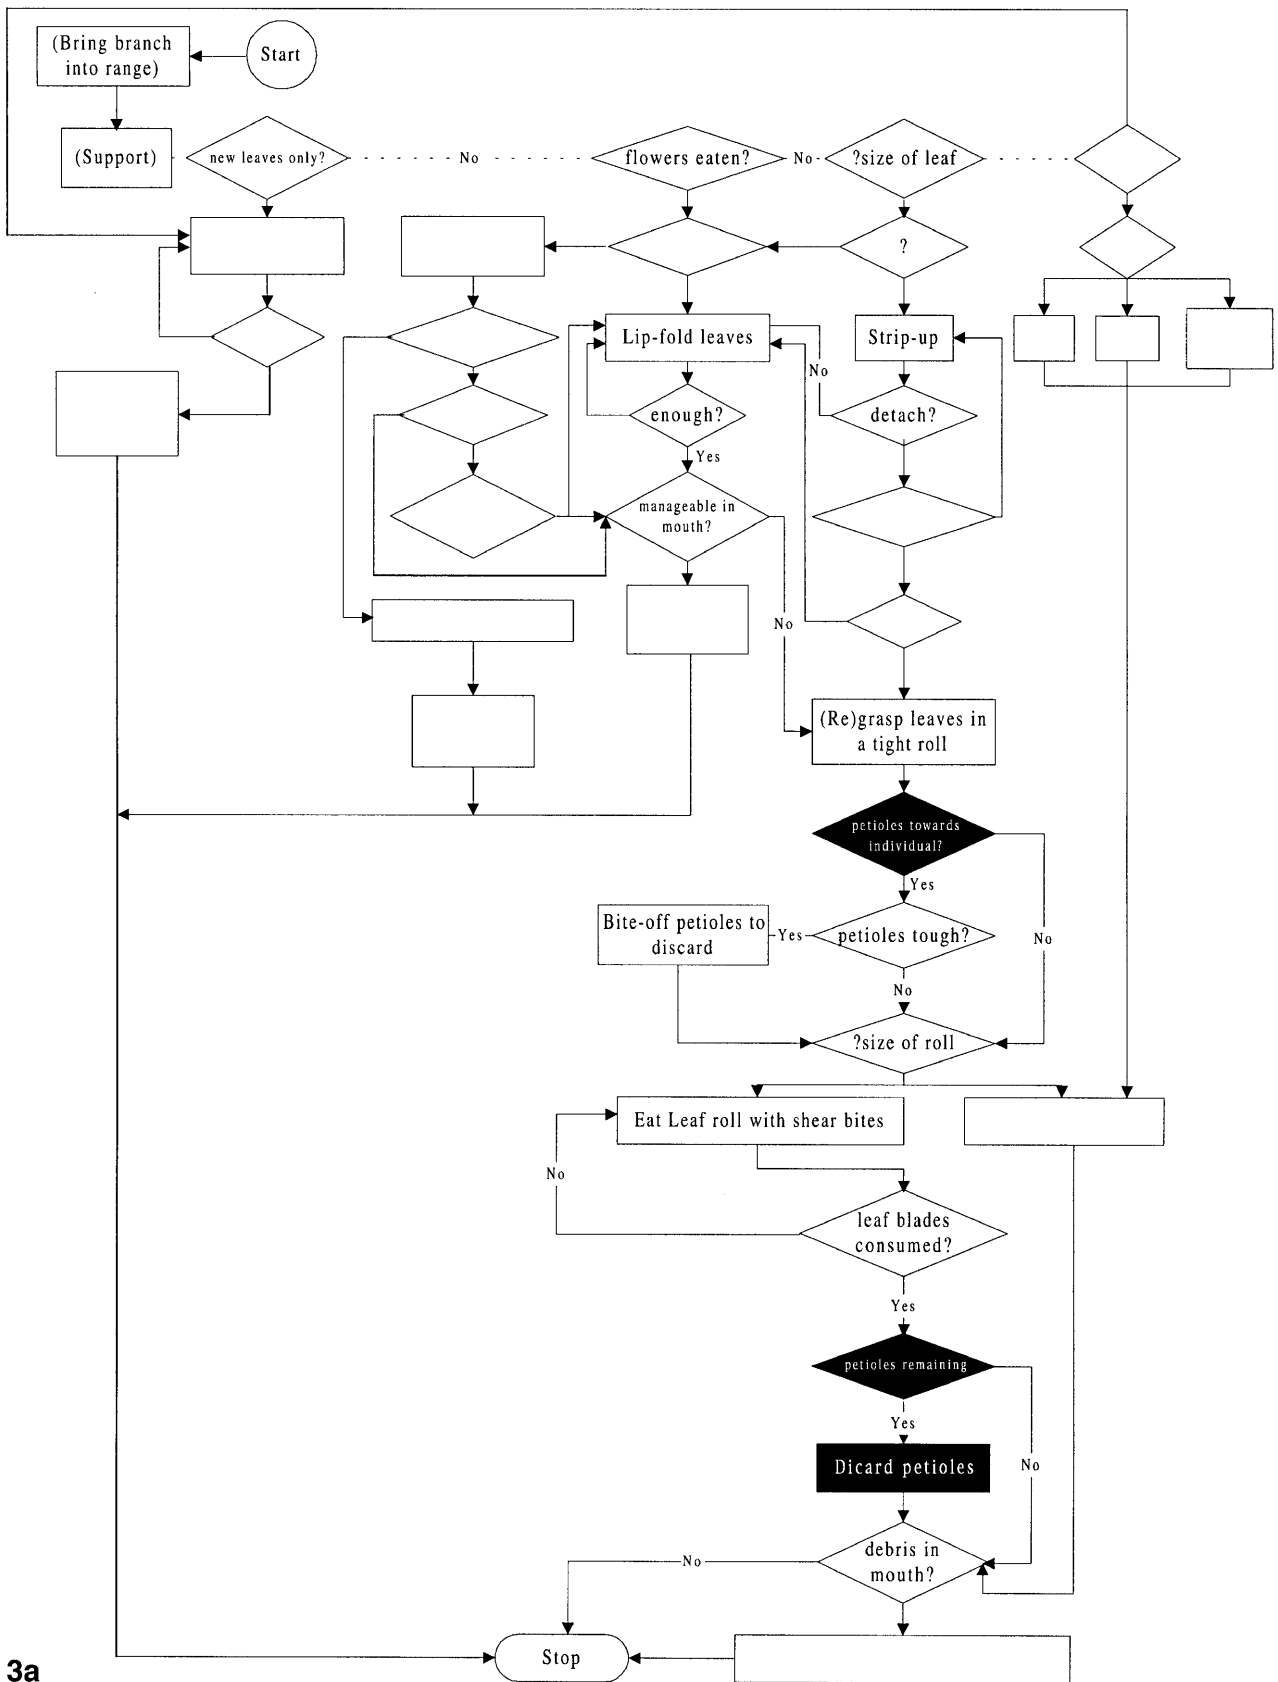 (Bring branch
into range)
Start
(Support)
new leaves only?
No
flowers eaten?
No
?size of leaf
?
Lip-fold leaves
Strip-up
No
enough?
detach?
Yes
manageable in
mouth?
No
(Re)grasp leaves in
a tight roll
petioles towards
individual?
Yes
Bite-off petioles to
discard
Yes
petioles tough?
No
No
?size of roll
Eat Leaf roll with shear bites
No
leaf blades
consumed?
Yes
petioles remaining
Yes
Dicard petioles
No
debris in
mouth?
No
Stop
3a